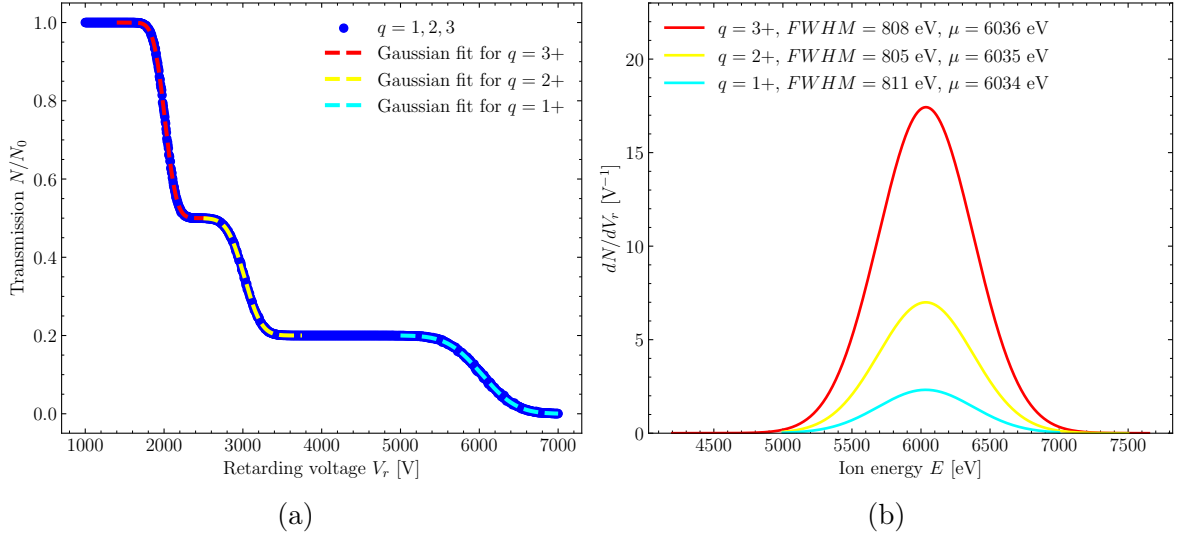 1.0
0.8
0.6
0.4
0.2
0.0
Transmission N/N₀
1000 2000 3000 4000 5000 6000 7000
Retarding voltage Vᵣ [V]
q = 1, 2, 3
Gaussian fit for q = 3+
Gaussian fit for q = 2+
Gaussian fit for q = 1+
(a)
20
15
10
5
0
dN/dVᵣ [V⁻¹]
4500 5000 5500 6000 6500 7000 7500
Ion energy E [eV]
q = 3+, FWHM = 808 eV, μ = 6036 eV
q = 2+, FWHM = 805 eV, μ = 6035 eV
q = 1+, FWHM = 811 eV, μ = 6034 eV
(b)